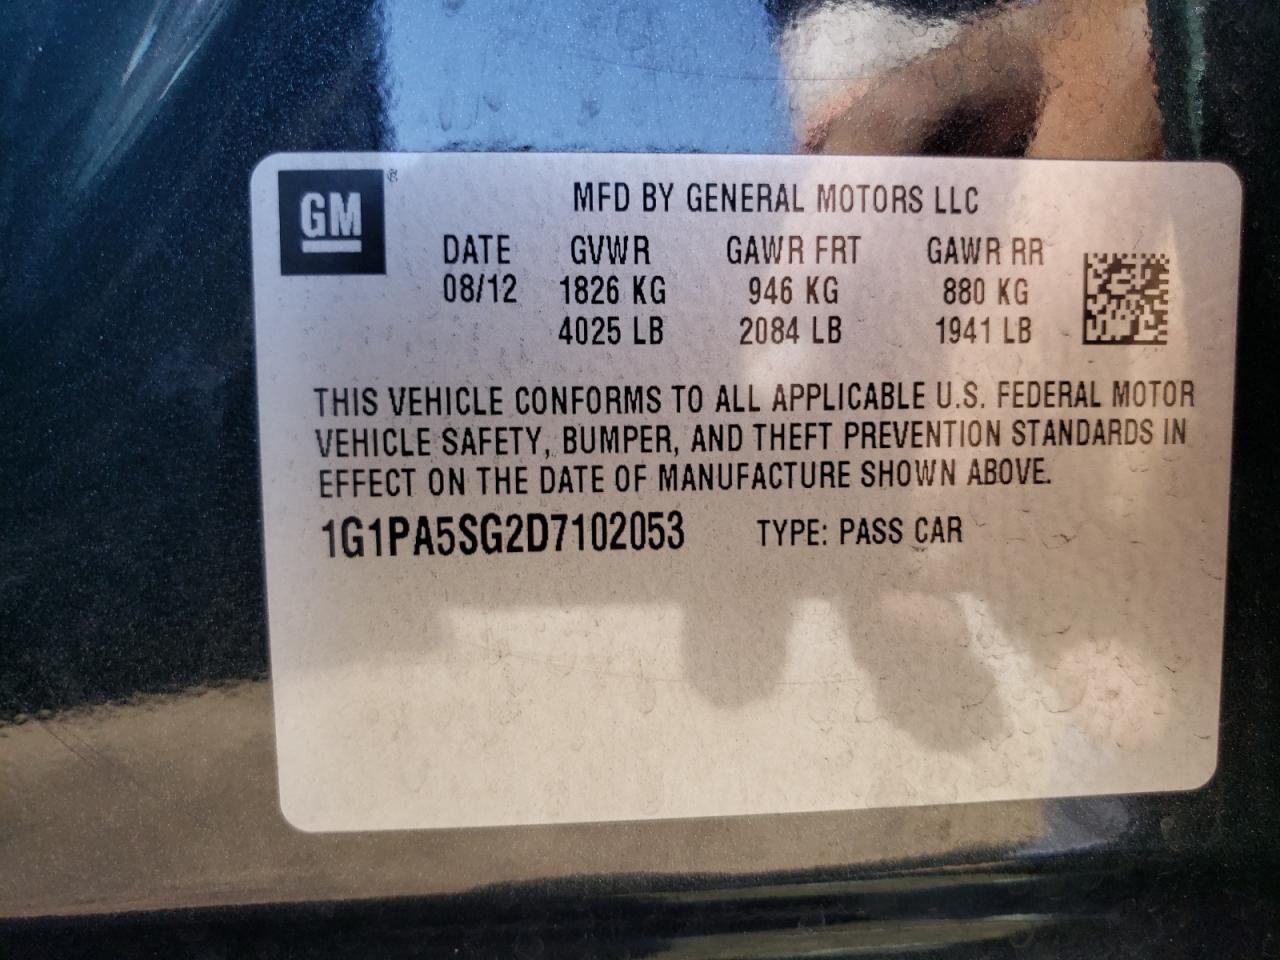 GM ®
MFD BY GENERAL MOTORS LLC
DATE GVWR GAWR FRT GAWR RR
08/12 1826 KG 946 KG 880 KG
4025 LB 2084 LB 1941 LB
THIS VEHICLE CONFORMS TO ALL APPLICABLE U.S. FEDERAL MOTOR
VEHICLE SAFETY, BUMPER, AND THEFT PREVENTION STANDARDS IN
EFFECT ON THE DATE OF MANUFACTURE SHOWN ABOVE.
1G1PA5SG2D7102053 TYPE: PASS CAR